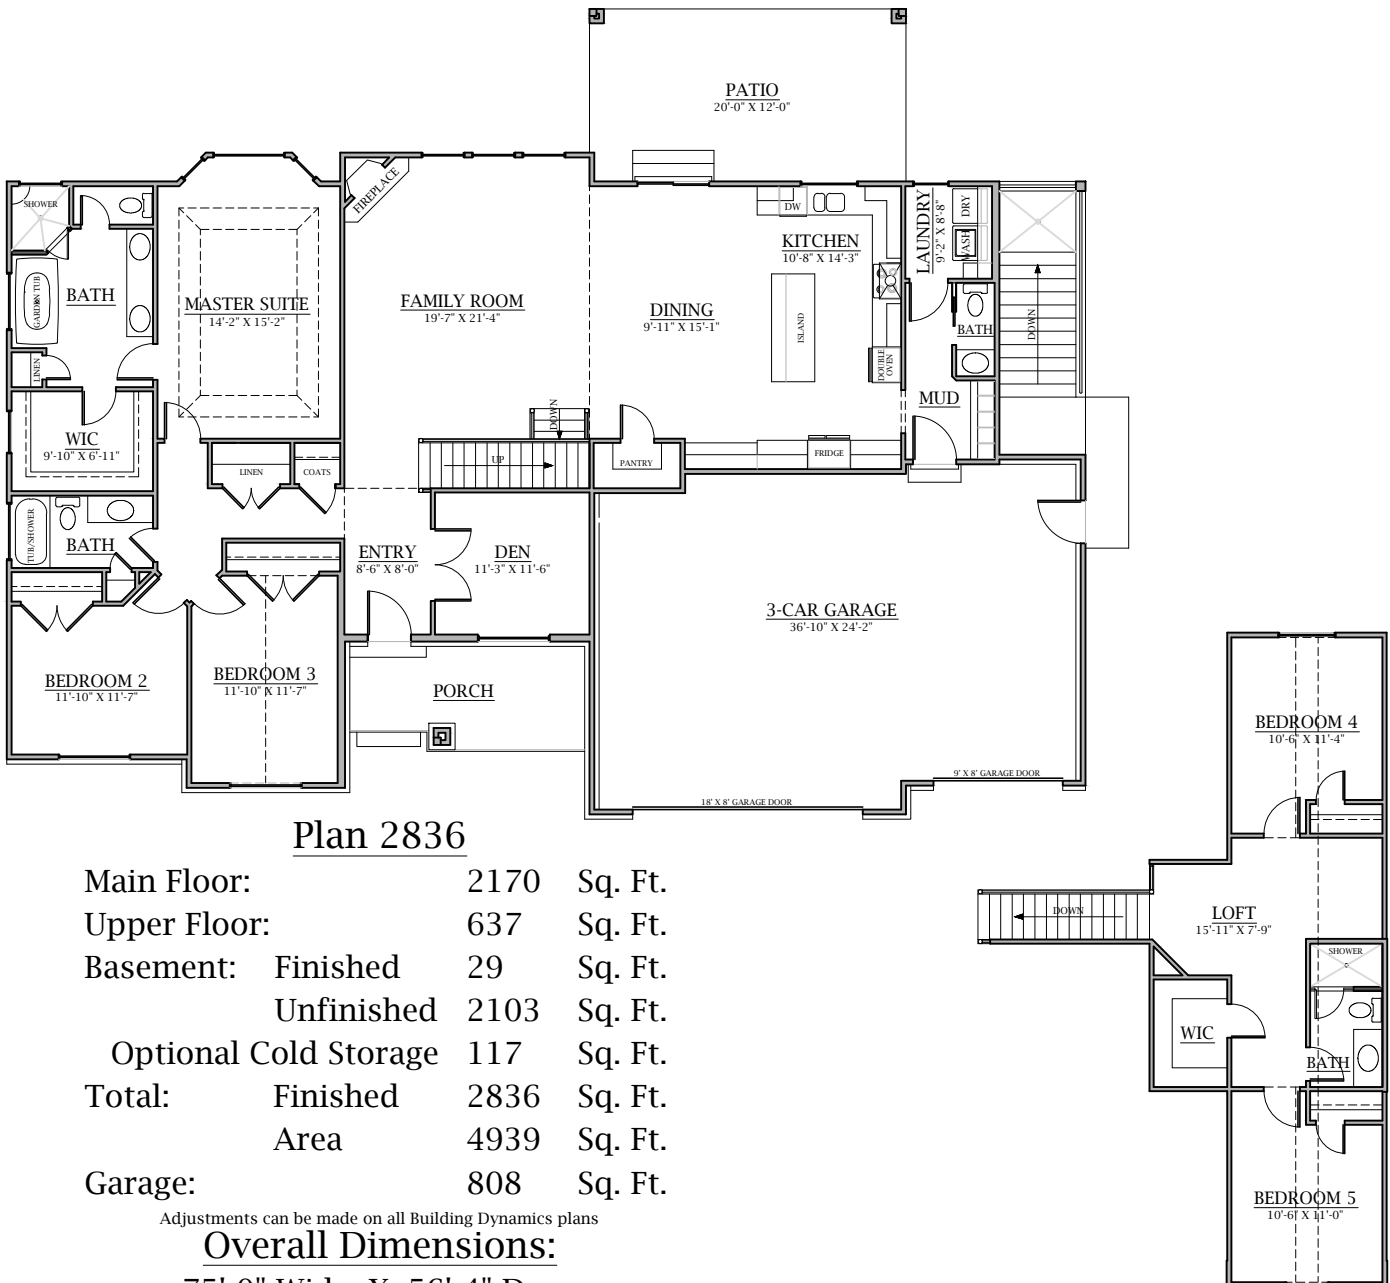 PATIO
20'-0" X 12'-0"
SHOWER
FIREPLACE
DW
LAUNDRY
9'-2" X 8'-8"
DRY
WASH
KITCHEN
10'-8" X 14'-3"
GARDEN TUB
BATH
MASTER SUITE
14'-2" X 15'-2"
FAMILY ROOM
19'-7" X 21'-4"
DINING
9'-11" X 15'-1"
ISLAND
DOUBLE
OVEN
BATH
DOWN
LINEN
MUD
DOWN
WIC
9'-10" X 6'-11"
LINEN
COATS
UP
PANTRY
FRIDGE
TUB/SHOWER
BATH
ENTRY
8'-6" X 8'-0"
DEN
11'-3" X 11'-6"
3-CAR GARAGE
36'-10" X 24'-2"
BEDROOM 2
11'-10" X 11'-7"
BEDROOM 3
11'-10" X 11'-7"
PORCH
9' X 8' GARAGE DOOR
18' X 8' GARAGE DOOR
BEDROOM 4
10'-6" X 11'-4"
DOWN
LOFT
15'-11" X 7'-9"
SHOWER
WIC
BATH
BEDROOM 5
10'-6" X 11'-0"
Plan 2836
Main Floor: 2170 Sq. Ft.
Upper Floor: 637 Sq. Ft.
Basement: Finished 29 Sq. Ft.
Unfinished 2103 Sq. Ft.
Optional Cold Storage 117 Sq. Ft.
Total: Finished 2836 Sq. Ft.
Area 4939 Sq. Ft.
Garage: 808 Sq. Ft.
Adjustments can be made on all Building Dynamics plans
Overall Dimensions:
75'-0" Wide X 56'-4" D